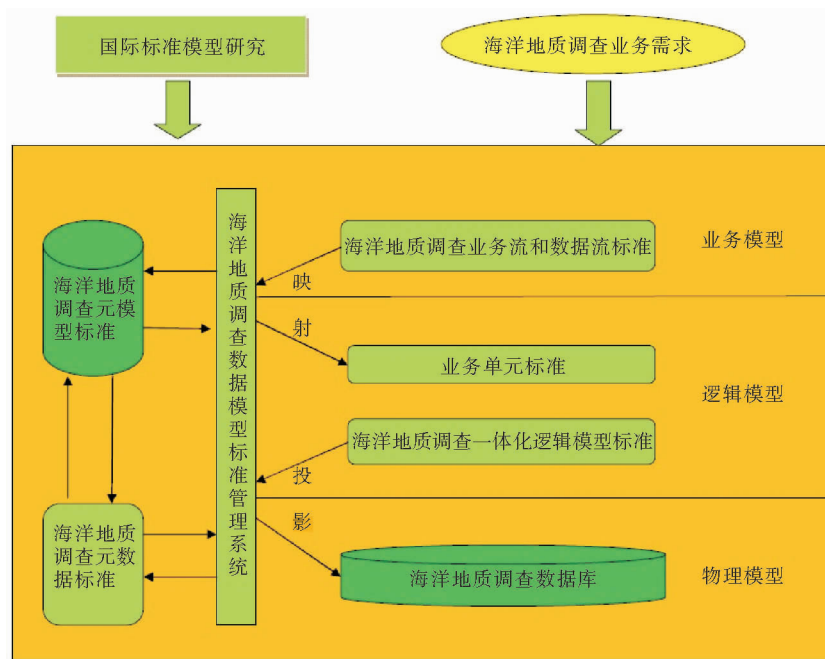 国际标准模型研究
海洋地质调查业务需求
海洋地质
调查元模
型标准
海洋地质调查数据模型标准管理系统
海洋地质调查业务流和数据流标准
业务模型
映
射
业务单元标准
逻辑模型
海洋地质调查一体化逻辑模型标准
投
影
海洋地质
调查元数
据标准
海洋地质调查数据库
物理模型